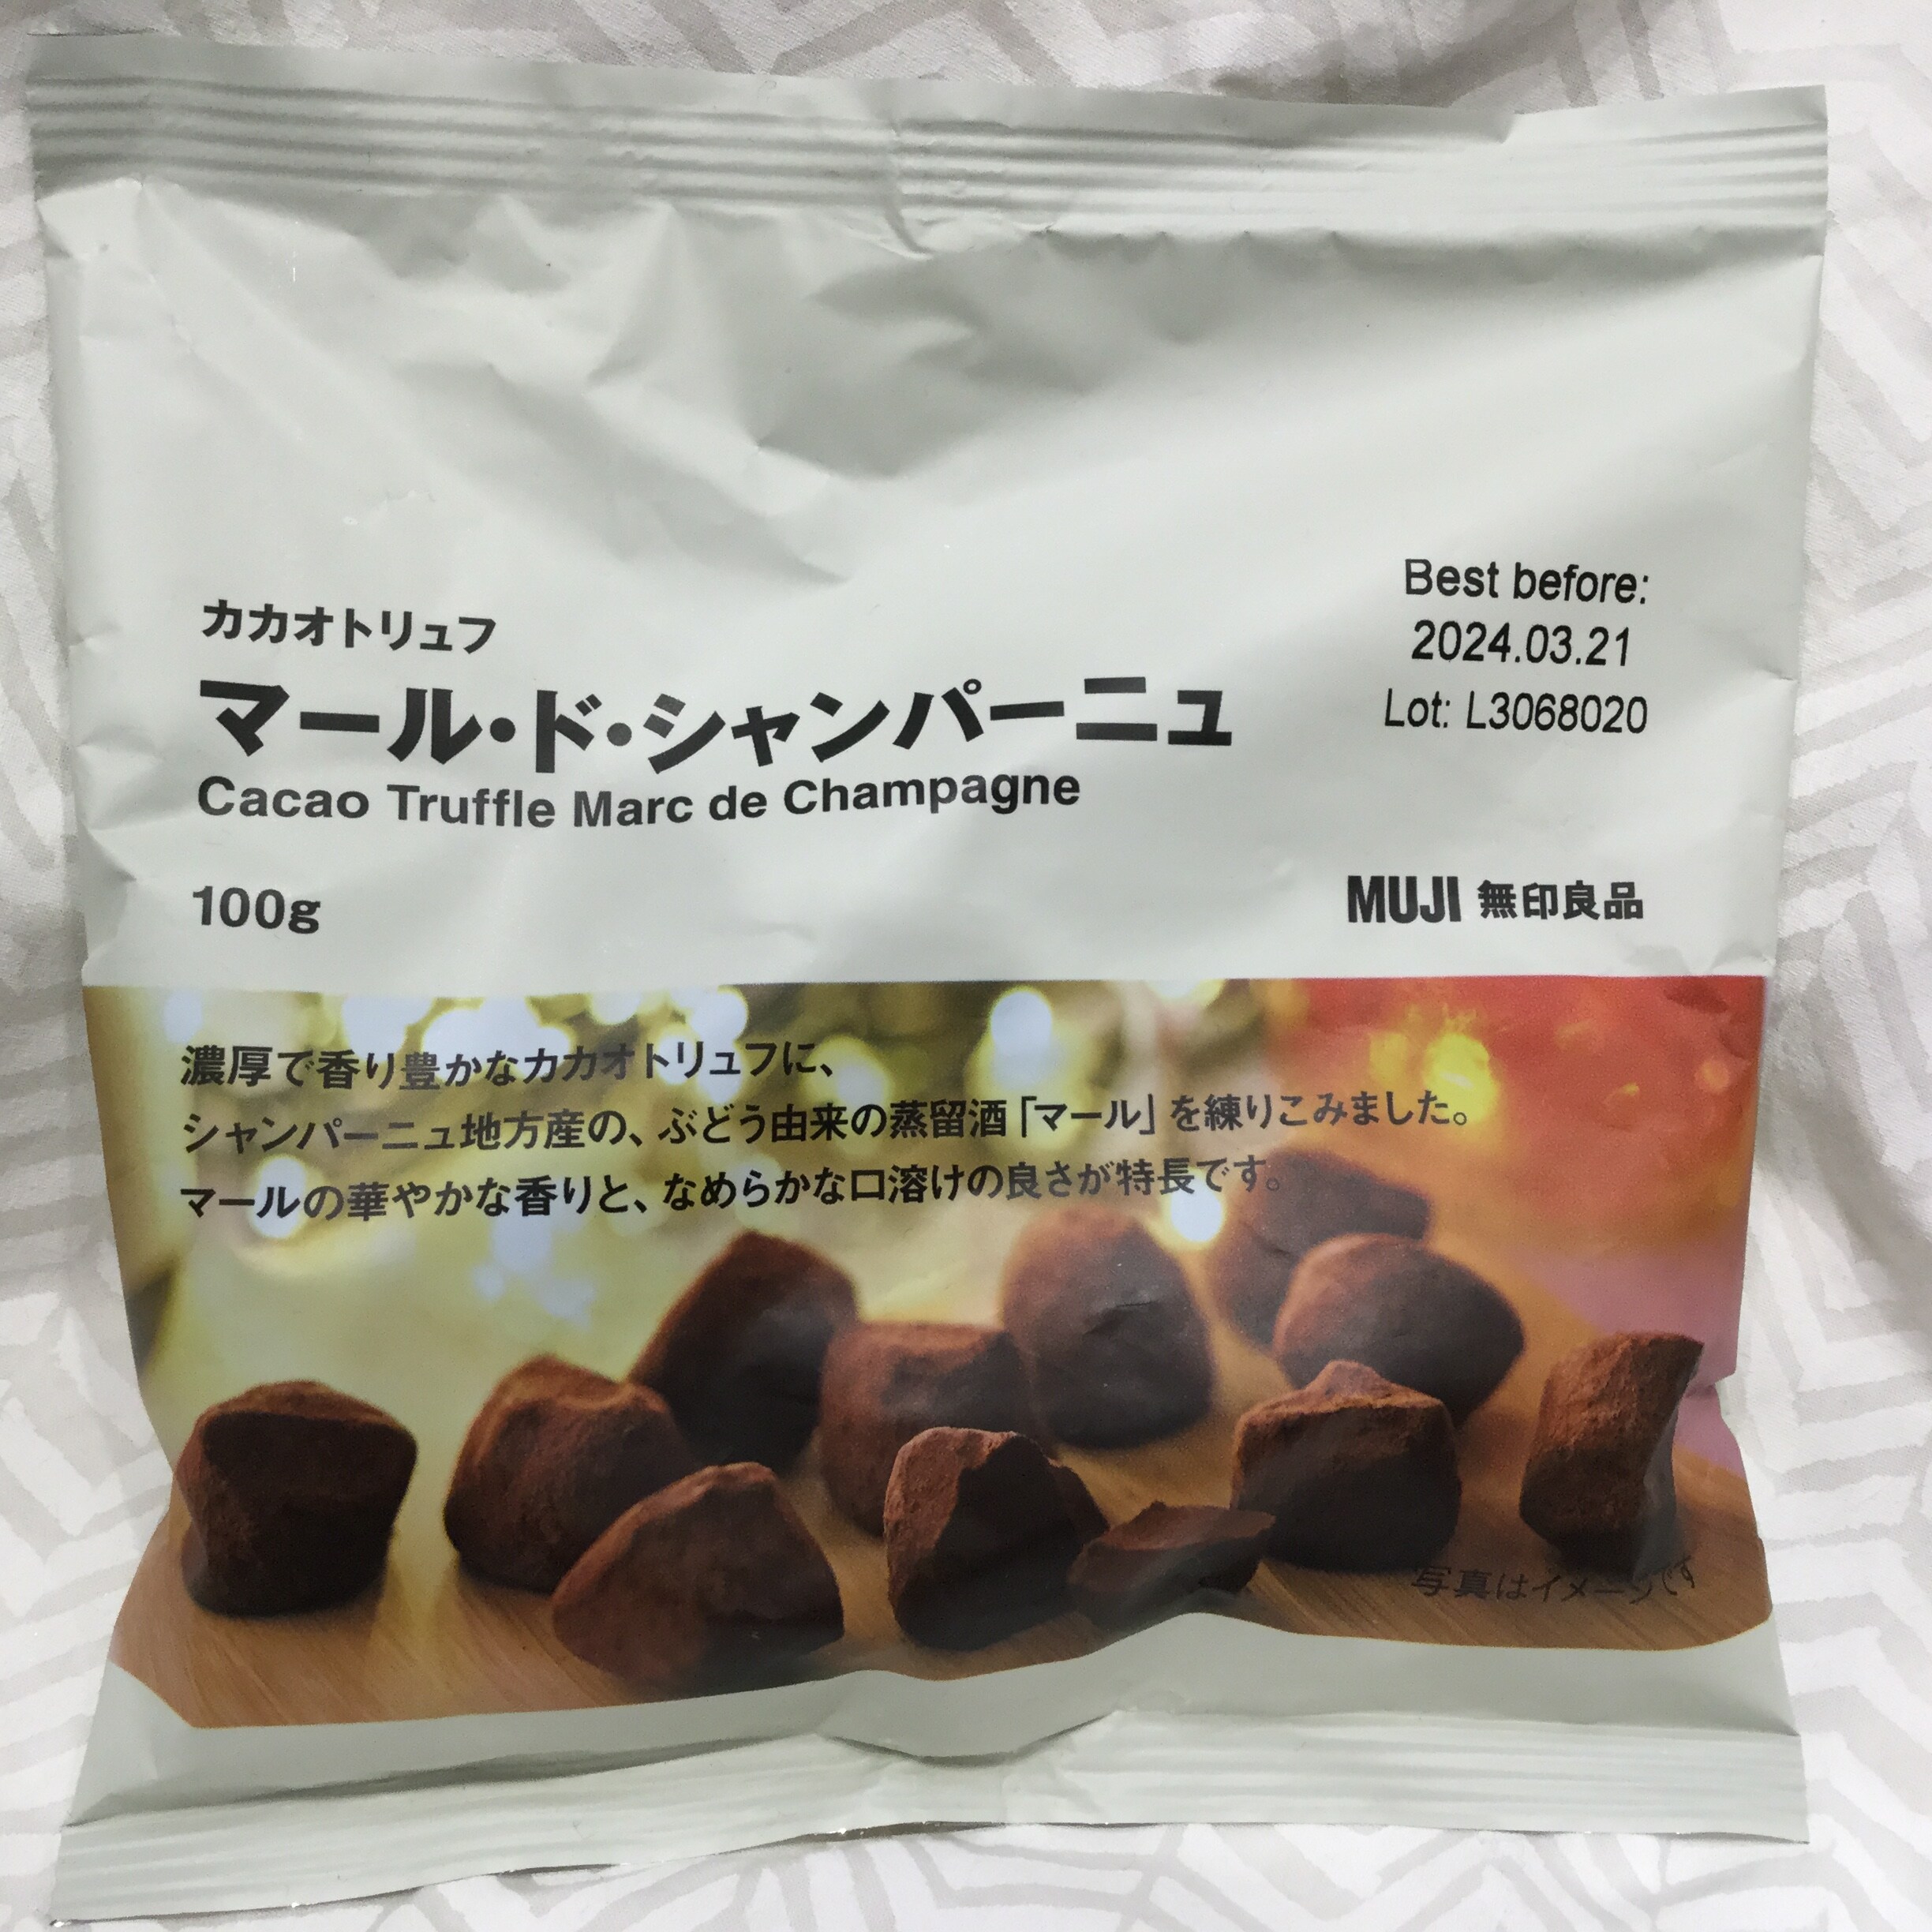 カカオトリュフ
マール・ド・シャンパーニュ
Cacao Truffle Marc de Champagne
100g
Best before:
2024.03.21
Lot: L3068020
MUJI 無印良品
濃厚で香り豊かなカカオトリュフに、
シャンパーニュ地方産の、ぶどう由来の蒸留酒「マール」を練りこみました。
マールの華やかな香りと、なめらかな口溶けの良さが特長です。
写真はイメージです